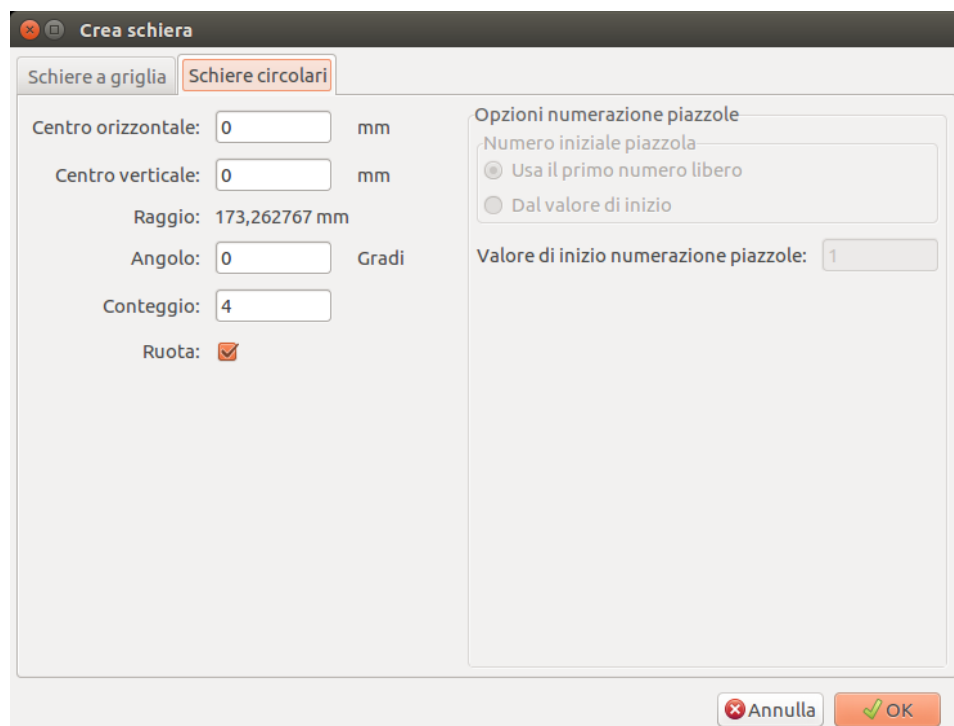 Crea schiera
Schiere a griglia
Schiere circolari
Centro orizzontale: 0 mm
Centro verticale: 0 mm
Raggio: 173,262767 mm
Angolo: 0 Gradi
Conteggio: 4
Ruota:
Opzioni numerazione piazzole
Numero iniziale piazzola
Usa il primo numero libero
Dal valore di inizio
Valore di inizio numerazione piazzole: 1
Annulla
OK